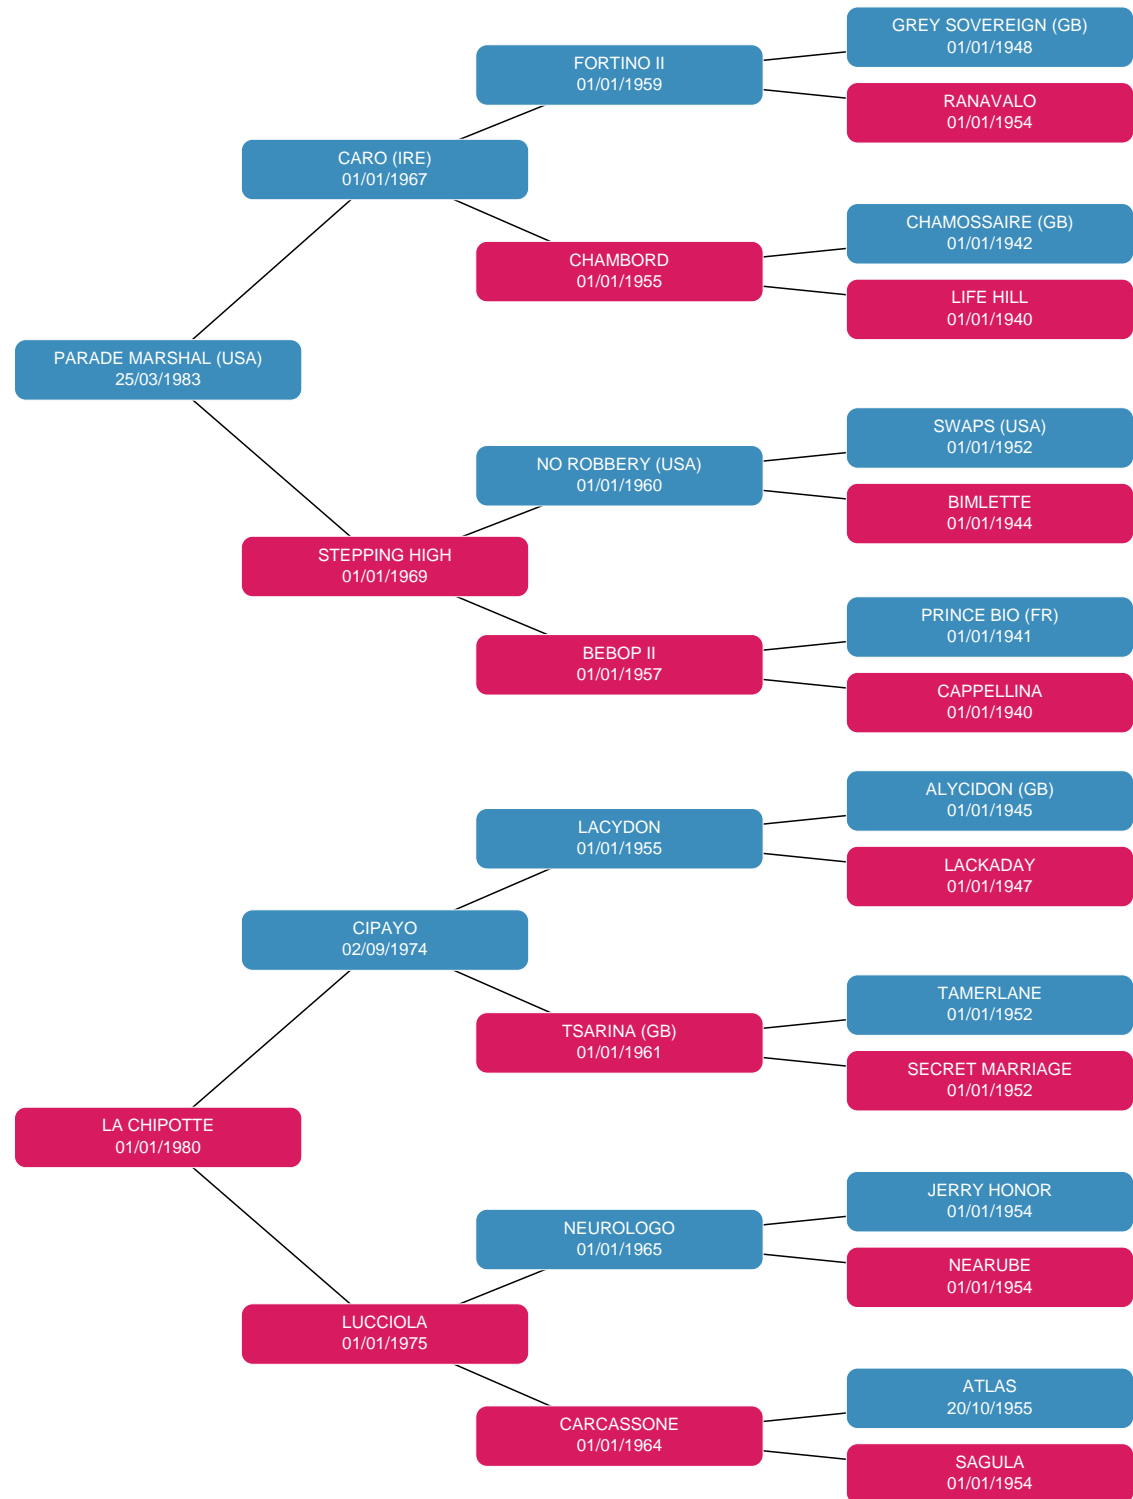 GREY SOVEREIGN (GB)
01/01/1948
FORTINO II
01/01/1959
RANAVALO
01/01/1954
CARO (IRE)
01/01/1967
CHAMOSSAIRE (GB)
01/01/1942
CHAMBORD
01/01/1955
LIFE HILL
01/01/1940
PARADE MARSHAL (USA)
25/03/1983
SWAPS (USA)
01/01/1952
NO ROBBERY (USA)
01/01/1960
BIMLETTE
01/01/1944
STEPPING HIGH
01/01/1969
PRINCE BIO (FR)
01/01/1941
BEBOP II
01/01/1957
CAPPELLINA
01/01/1940
ALYCIDON (GB)
01/01/1945
LACYDON
01/01/1955
LACKADAY
01/01/1947
CIPAYO
02/09/1974
TAMERLANE
01/01/1952
TSARINA (GB)
01/01/1961
SECRET MARRIAGE
01/01/1952
LA CHIPOTTE
01/01/1980
JERRY HONOR
01/01/1954
NEUROLOGO
01/01/1965
NEARUBE
01/01/1954
LUCCIOLA
01/01/1975
ATLAS
20/10/1955
CARCASSONE
01/01/1964
SAGULA
01/01/1954